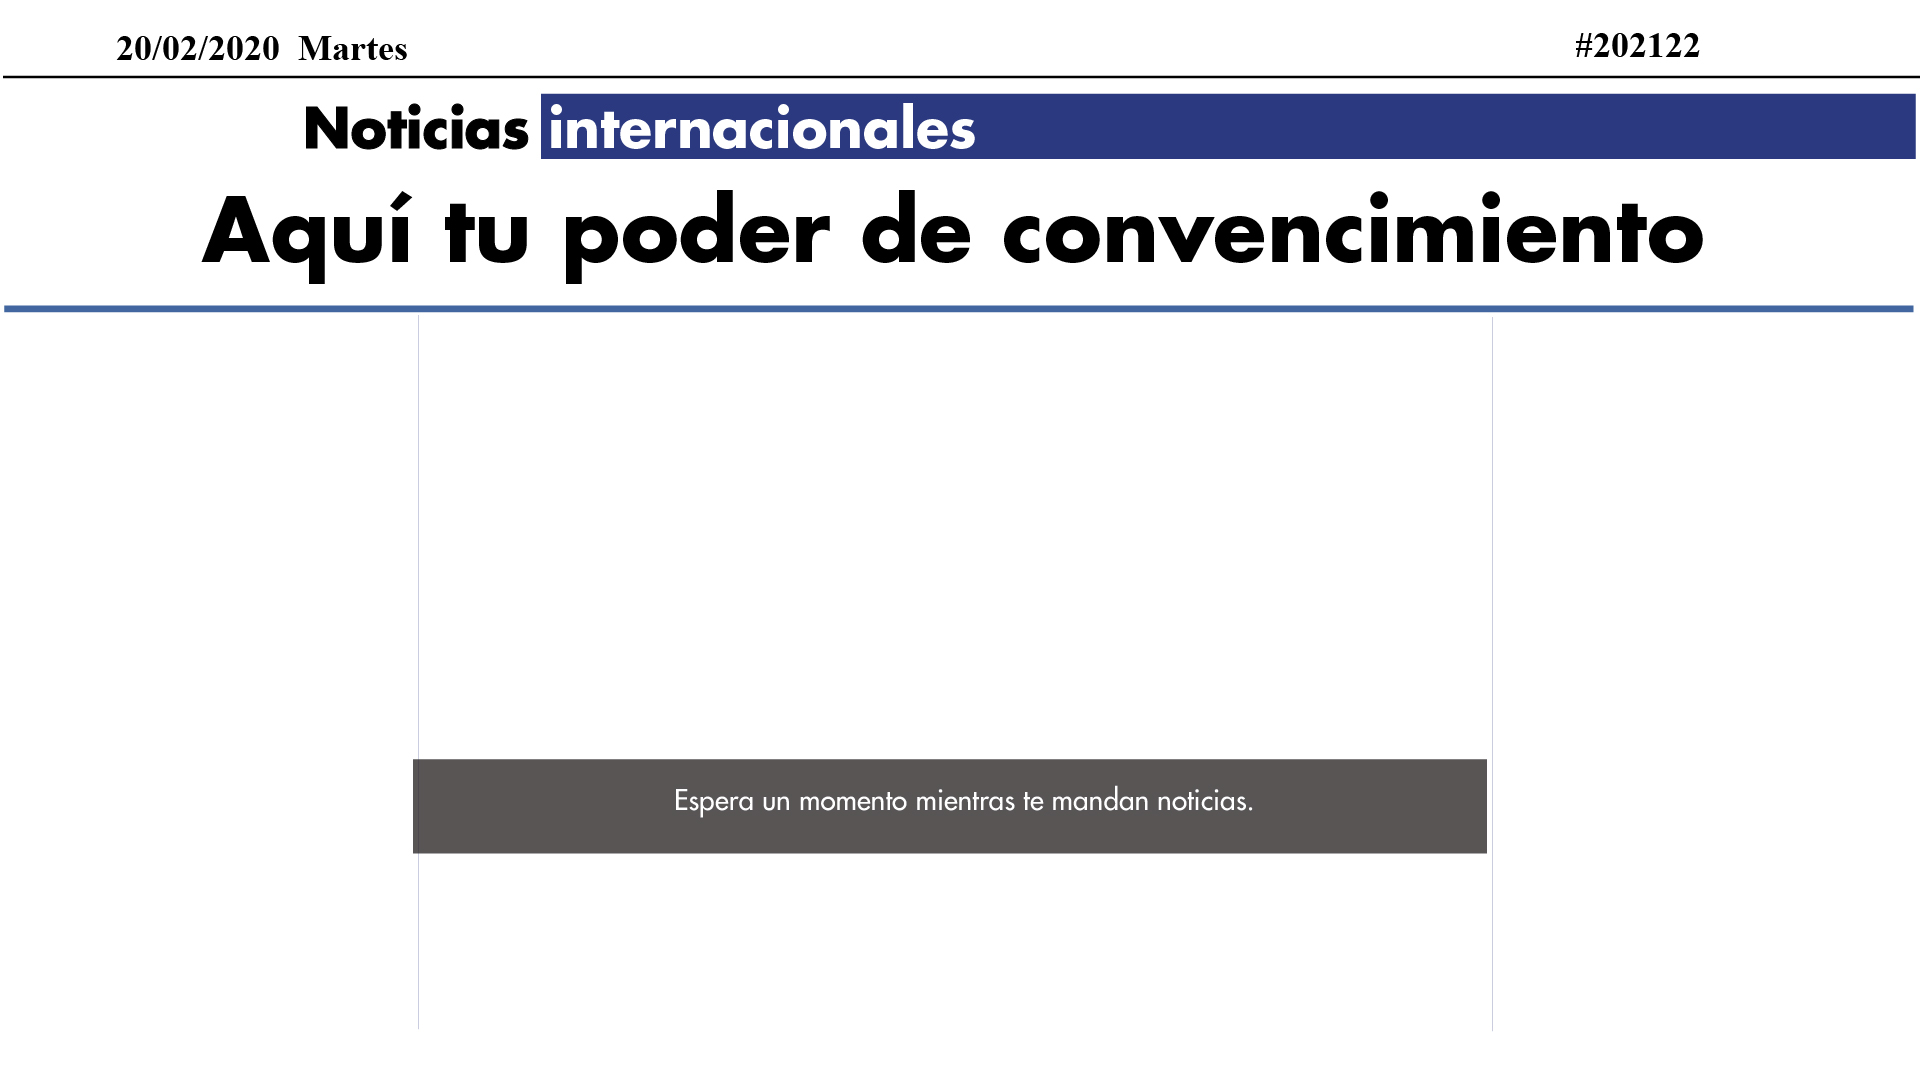 20/02/2020 Martes #202122
Noticias internacionales
Aquí tu poder de convencimiento
Espera un momento mientras te mandan noticias.